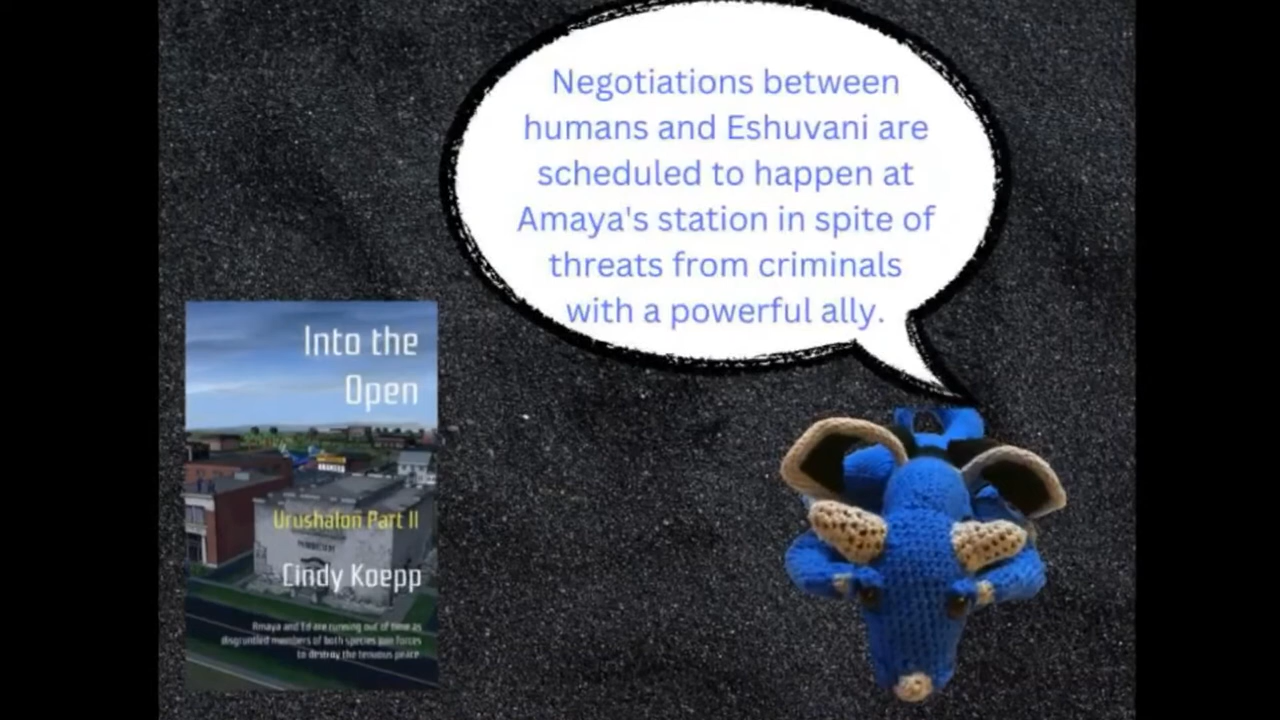 Negotiations between
humans and Eshuvani are
scheduled to happen at
Amaya's station in spite of
threats from criminals
with a powerful ally.
Into the
Open
Urushalon Part II
Cindy Koepp
Amaya and Ed are running out of time as
disgruntled members of both species join forces
to destroy the tenuous peace